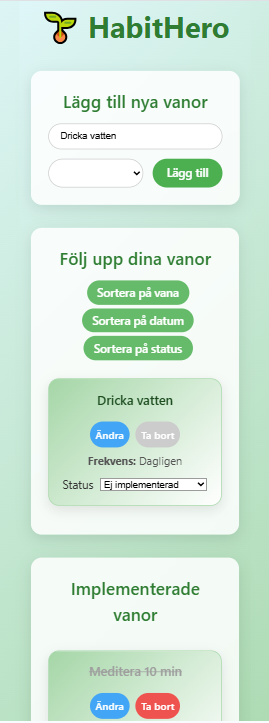 HabitHero
Lägg till nya vanor
Dricka vatten
Lägg till
Följ upp dina vanor
Sortera på vana
Sortera på datum
Sortera på status
Dricka vatten
Ändra Ta bort
Frekvens: Dagligen
Status Ej implementerad
Implementerade
vanor
Meditera 10 min
Ändra Ta bort